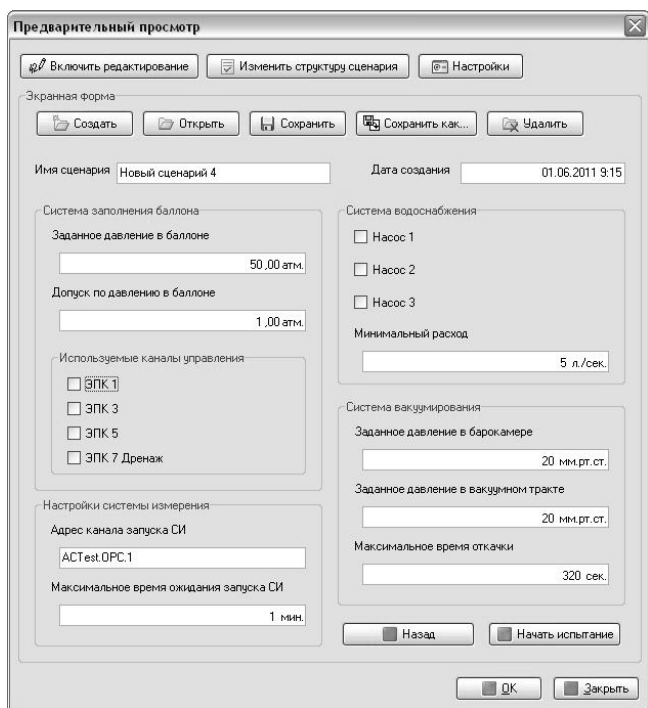 Предварительный просмотр
Включить редактирование Изменить структуру сценария Настройки
Экранная форма
Создать Открыть Сохранить Сохранить как... Удалить
Имя сценария Новый сценарий 4 Дата создания 01.06.2011 9:15
Система заполнения баллона
Заданное давление в баллоне
50,00 атм.
Допуск по давлению в баллоне
1,00 атм.
Используемые каналы управления
ЭПК 1
ЭПК 3
ЭПК 5
ЭПК 7 Дренаж
Настройки системы измерения
Адрес канала запуска СИ
ACTest.OPC.1
Максимальное время ожидания запуска СИ
1 мин.
Система водоснабжения
Насос 1
Насос 2
Насос 3
Минимальный расход
5 л./сек.
Система вакуумирования
Заданное давление в барокамере
20 мм.рт.ст.
Заданное давление в вакуумном тракте
20 мм.рт.ст.
Максимальное время откачки
320 сек.
Назад Начать испытание
OK Закрыть